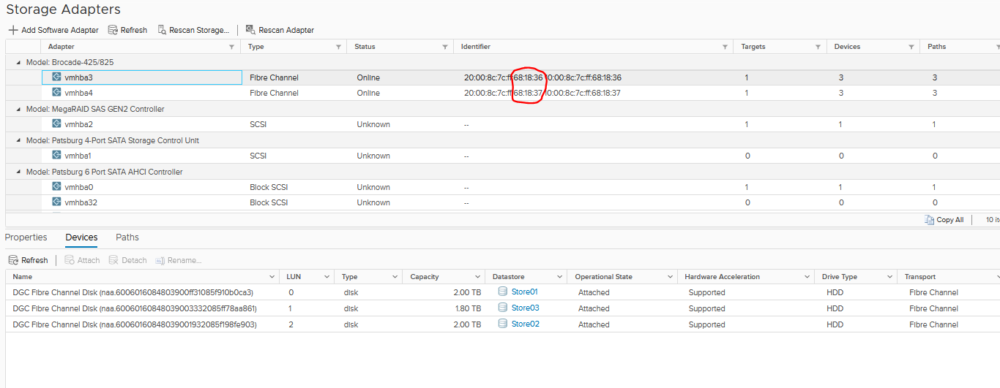 Storage Adapters
Add Software Adapter Refresh Rescan Storage... Rescan Adapter
Adapter Type Status Identifier Targets Devices Paths
Model: Brocade-425/825
vmhba3 Fibre Channel Online 20:00:8c:7c:ff:68:18:36 10:00:8c:7c:ff:68:18:36 1 3 3
vmhba4 Fibre Channel Online 20:00:8c:7c:ff:68:18:37 10:00:8c:7c:ff:68:18:37 1 3 3
Model: MegaRAID SAS GEN2 Controller
vmhba2 SCSI Unknown -- 1 1 1
Model: Patsburg 4-Port SATA Storage Control Unit
vmhba1 SCSI Unknown -- 0 0 0
Model: Patsburg 6 Port SATA AHCI Controller
vmhba0 Block SCSI Unknown -- 1 1 1
vmhba32 Block SCSI Unknown -- 0 0 0
Copy All 10
Properties Devices Paths
Refresh Attach Detach Rename...
Name LUN Type Capacity Datastore Operational State Hardware Acceleration Drive Type Transport
DGC Fibre Channel Disk (naa.6006016084803900ff31085f910b0ca3) 0 disk 2.00 TB Store01 Attached Supported HDD Fibre Channel
DGC Fibre Channel Disk (naa.60060160848039003332085ff78aa861) 1 disk 1.80 TB Store03 Attached Supported HDD Fibre Channel
DGC Fibre Channel Disk (naa.60060160848039001932085f198fe903) 2 disk 2.00 TB Store02 Attached Supported HDD Fibre Channel